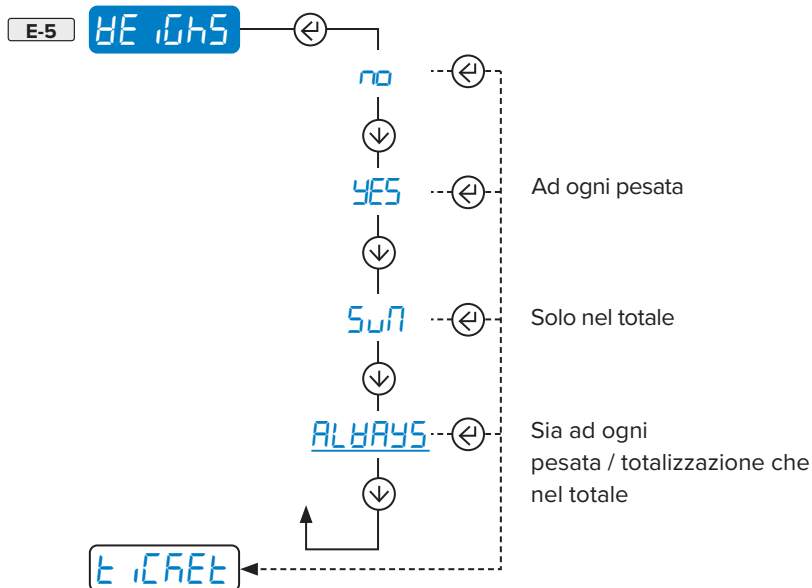 E-5 WEiGhS
no
YES Ad ogni pesata
SuM Solo nel totale
ALWAYS Sia ad ogni
pesata / totalizzazione che
nel totale
tiCKEt